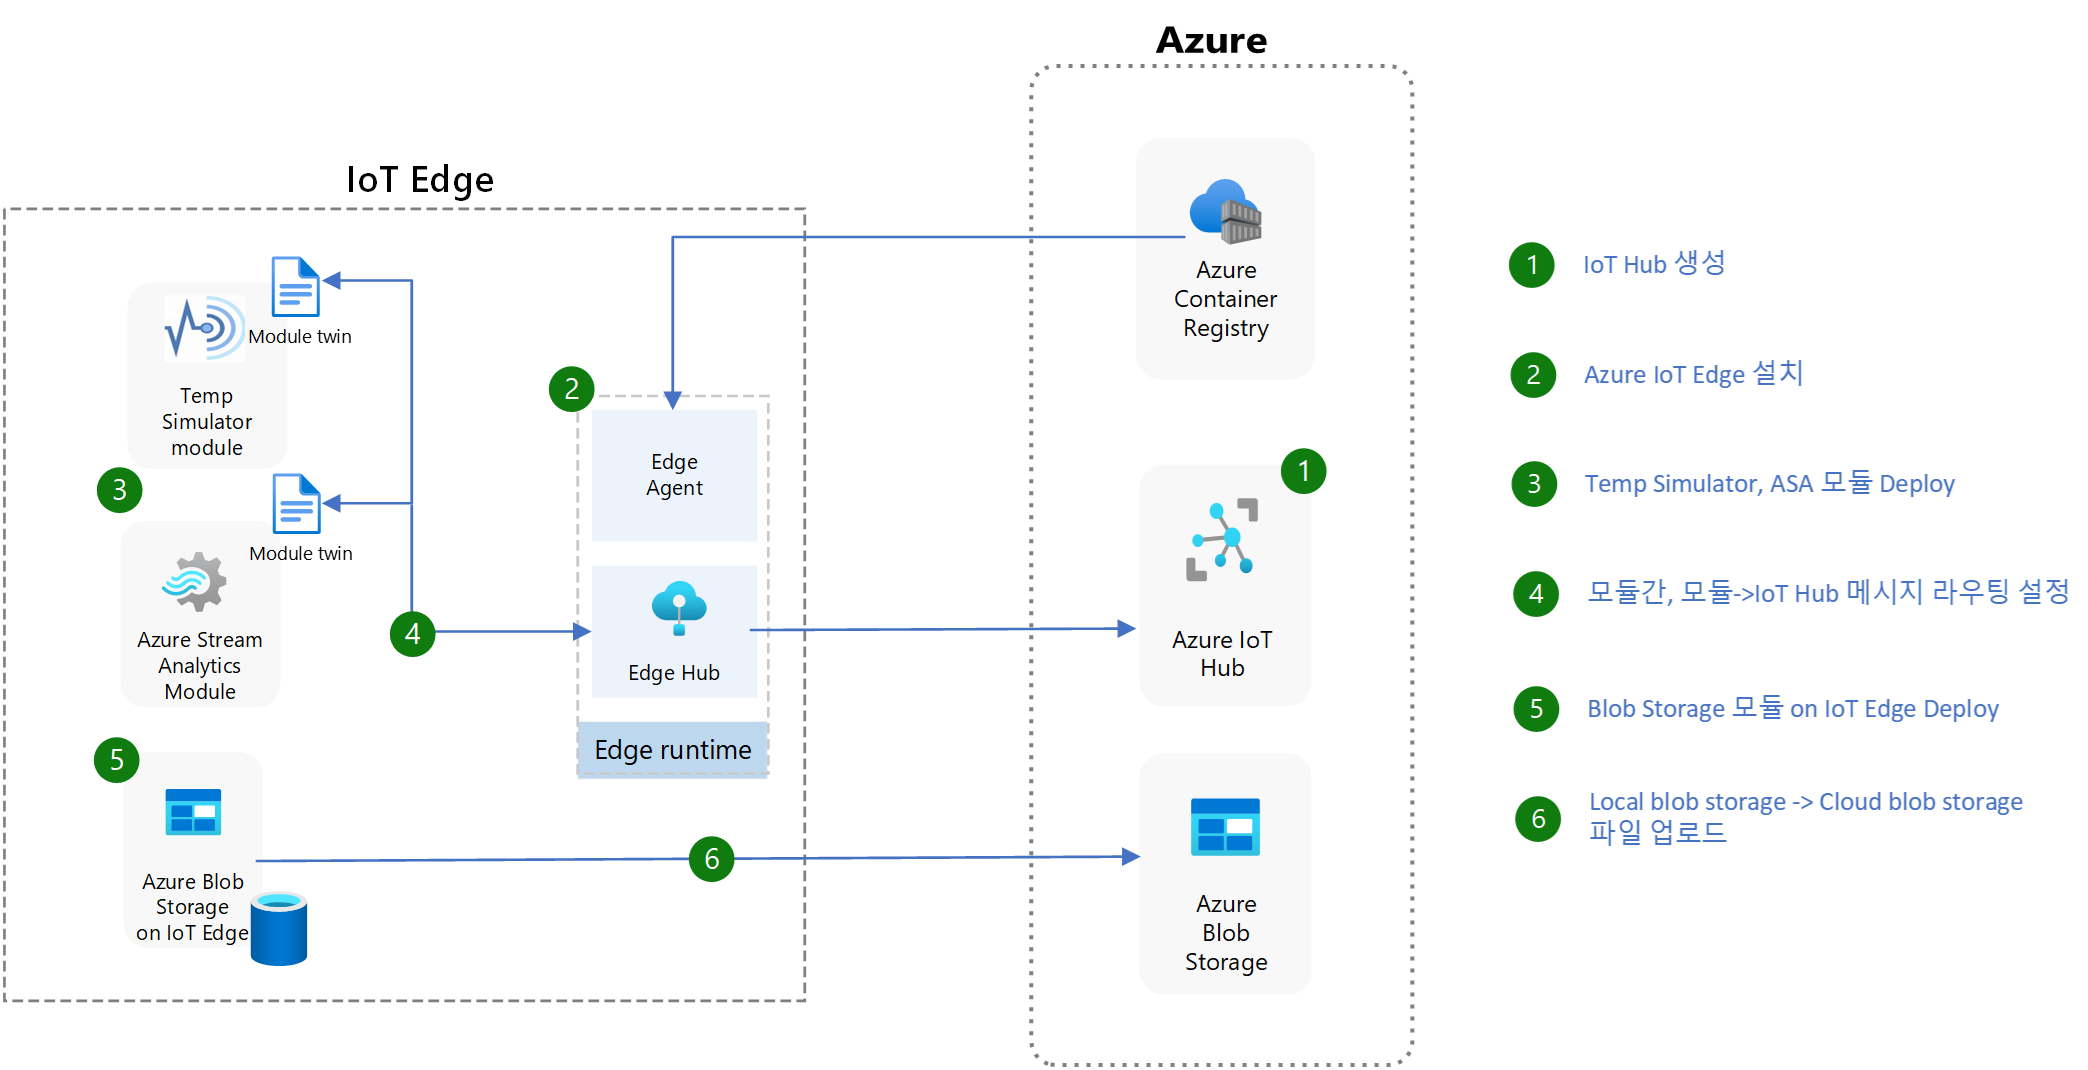 Azure
IoT Edge
Module twin
Temp
Simulator
module
3
Module twin
Azure Stream
Analytics
Module
4
5
Azure Blob
Storage
on IoT Edge
2
Edge
Agent
Edge Hub
Edge runtime
6
Azure
Container
Registry
1
Azure IoT
Hub
Azure
Blob
Storage
1 IoT Hub 생성
2 Azure IoT Edge 설치
3 Temp Simulator, ASA 모듈 Deploy
4 모듈간, 모듈->IoT Hub 메시지 라우팅 설정
5 Blob Storage 모듈 on IoT Edge Deploy
6 Local blob storage -> Cloud blob storage
파일 업로드